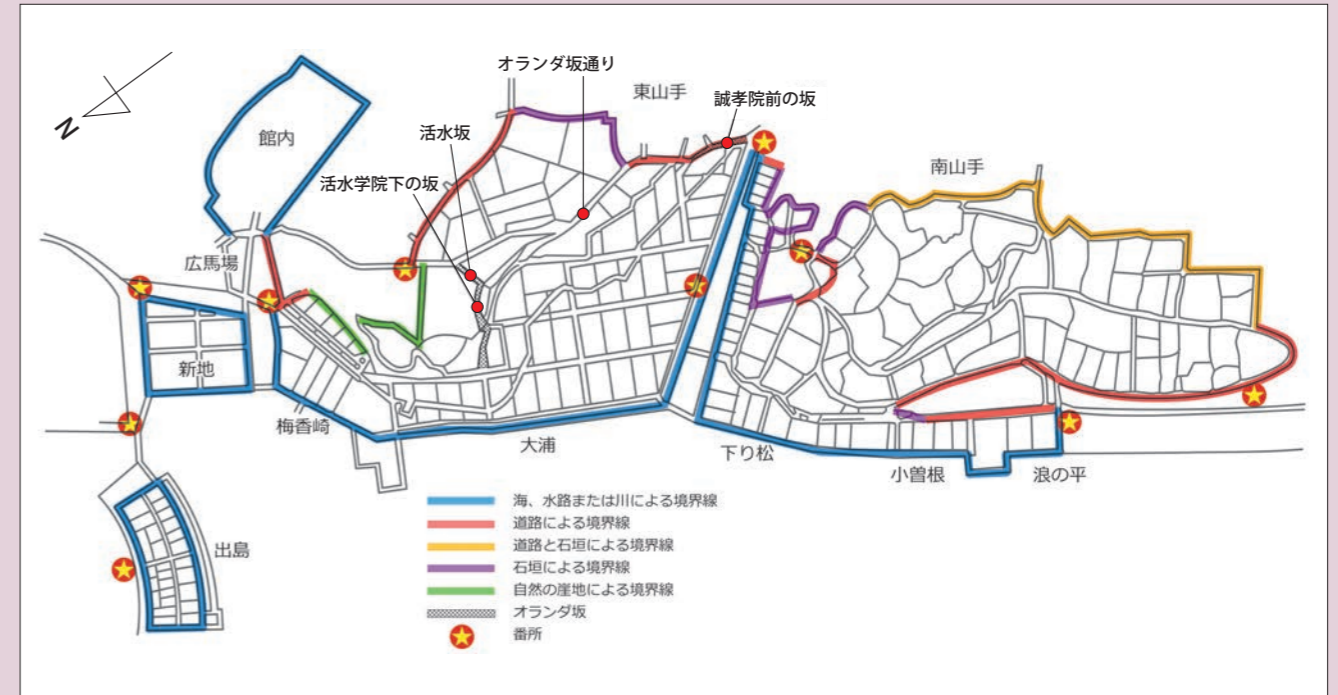 オランダ坂通り
東山手
誠孝院前の坂
活水坂
館内
活水学院下の坂
南山手
N
広馬場
新地
梅香崎
大浦
下り松
小曽根
浪の平
出島
海、水路または川による境界線
道路による境界線
道路と石垣による境界線
石垣による境界線
自然の崖地による境界線
オランダ坂
番所